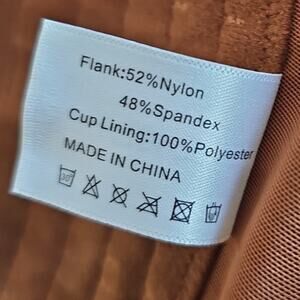 Flank:52%Nylon
48%Spandex
Cup Lining:100%Polyester
MADE IN CHINA